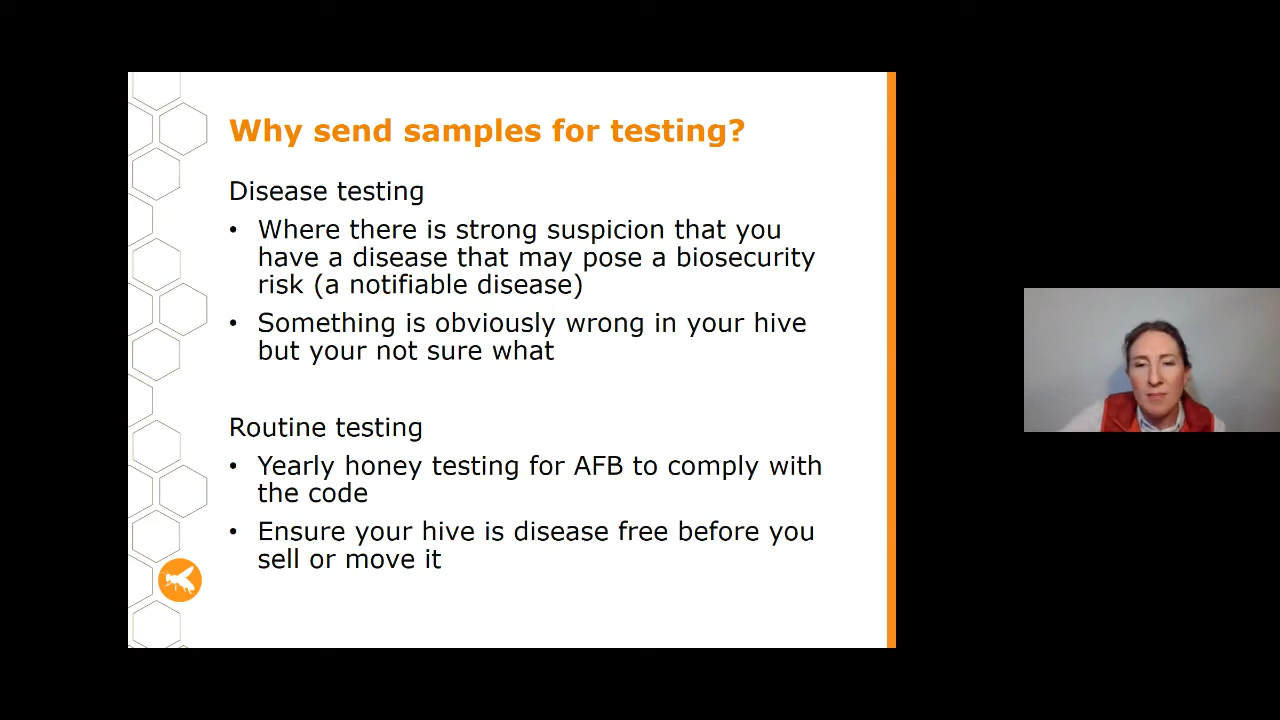 Why send samples for testing?
Disease testing
• Where there is strong suspicion that you
have a disease that may pose a biosecurity
risk (a notifiable disease)
• Something is obviously wrong in your hive
but your not sure what
Routine testing
• Yearly honey testing for AFB to comply with
the code
• Ensure your hive is disease free before you
sell or move it